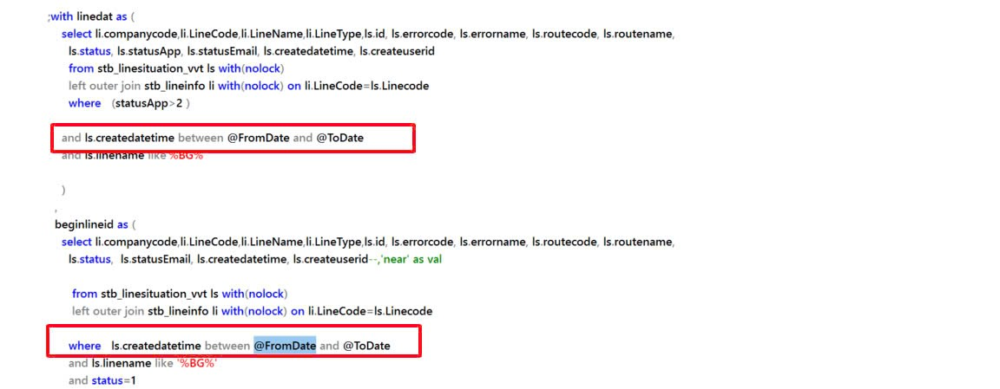 ;with linedat as (
select li.companycode,li.LineCode,li.LineName,li.LineType,ls.id, ls.errorcode, ls.errorname, ls.routecode, ls.routename,
ls.status, ls.statusApp, ls.statusEmail, ls.createdatetime, ls.createuserid
from stb_linesituation_vvt ls with(nolock)
left outer join stb_lineinfo li with(nolock) on li.LineCode=ls.Linecode
where (statusApp>2 )
and ls.createdatetime between @FromDate and @ToDate
and ls.linename like '%BG%'
)
,
beginlineid as (
select li.companycode,li.LineCode,li.LineName,li.LineType,ls.id, ls.errorcode, ls.errorname, ls.routecode, ls.routename,
ls.status, ls.statusEmail, ls.createdatetime, ls.createuserid--,'near' as val
from stb_linesituation_vvt ls with(nolock)
left outer join stb_lineinfo li with(nolock) on li.LineCode=ls.Linecode
where ls.createdatetime between @FromDate and @ToDate
and ls.linename like '%BG%'
and status=1